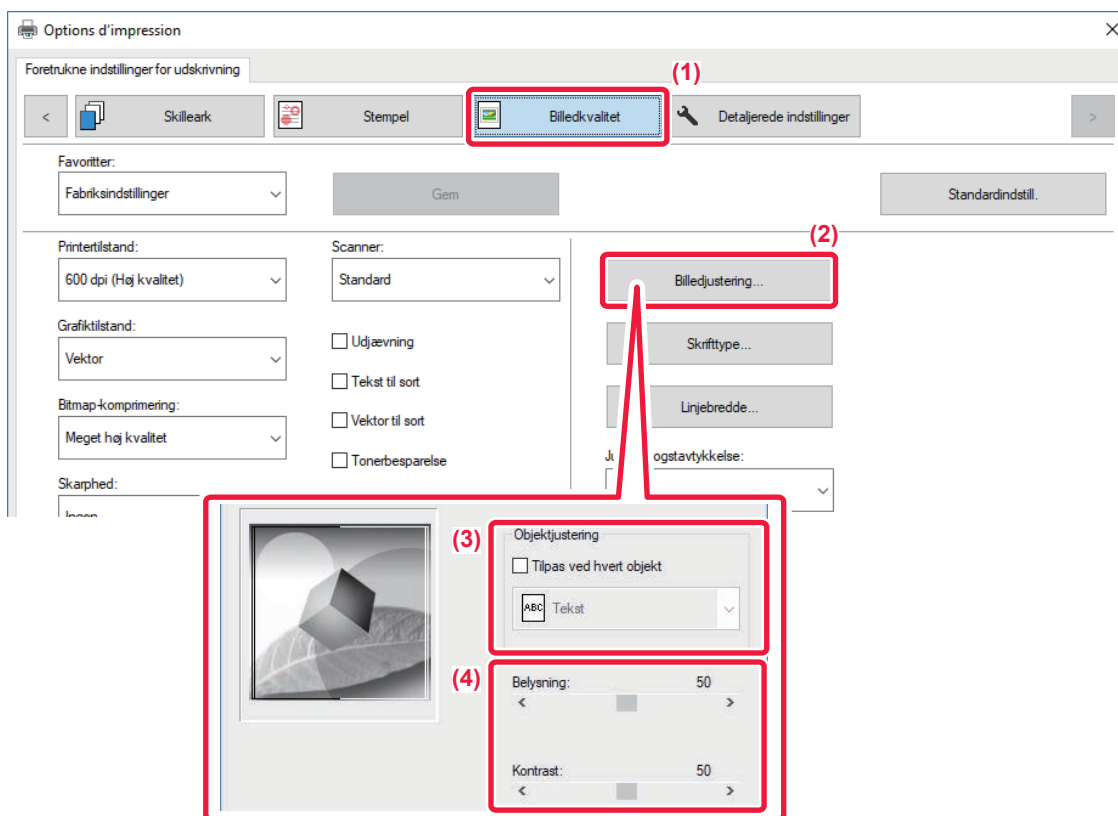 Options d'impression
Foretrukne indstillinger for udskrivning
(1)
< Skilleark Stempel Billedkvalitet Detaljerede indstillinger >
Favoritter:
Fabriksindstillinger Gem Standardindstill.
(2)
Printertilstand: Scanner:
600 dpi (Høj kvalitet) Standard Billedjustering...
Grafiktilstand:
Vektor Udjævning Skrifttype...
Tekst til sort
Bitmap-komprimering:
Meget høj kvalitet Vektor til sort Linjebredde...
Tonerbesparelse
ogstavtykkelse:
Skarphed:
(3)
Objektjustering
Tilpas ved hvert objekt
ABC Tekst
(4)
Belysning: 50
< >
Kontrast: 50
< >